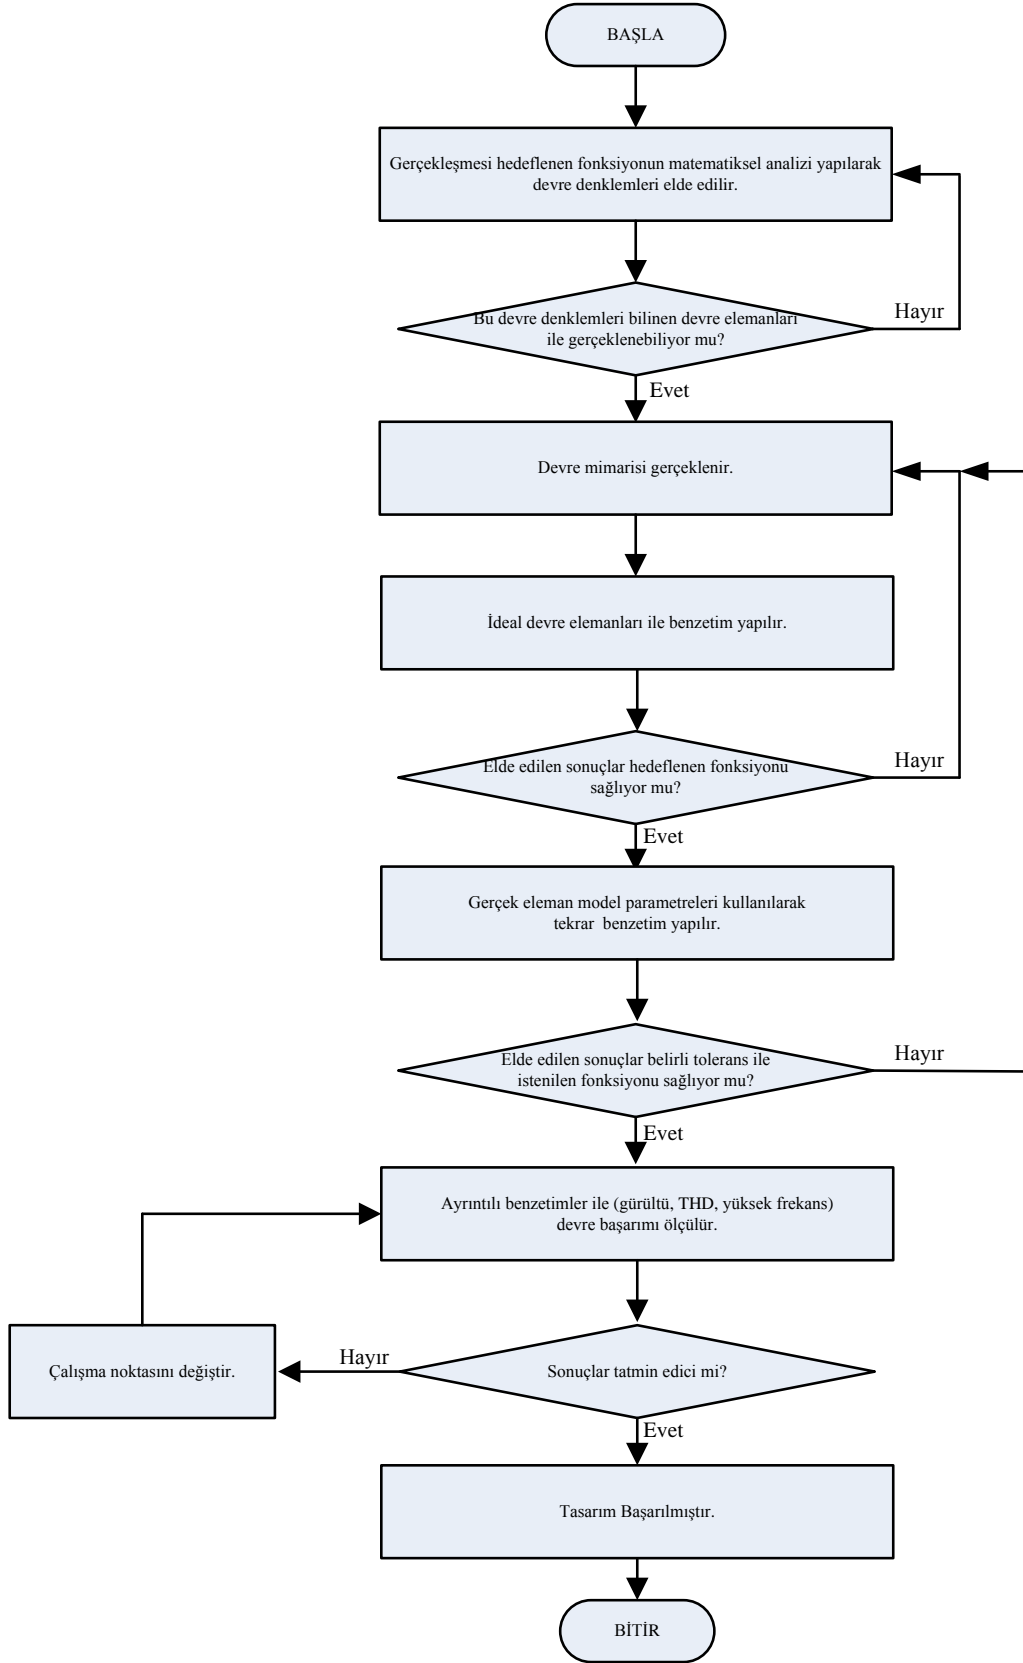 BAŞLA
Gerçekleşmesi hedeflenen fonksiyonun matematiksel analizi yapılarak
devre denklemleri elde edilir.
Bu devre denklemleri bilinen devre elemanları
ile gerçeklenebiliyor mu?
Hayır
Evet
Devre mimarisi gerçeklenir.
İdeal devre elemanları ile benzetim yapılır.
Elde edilen sonuçlar hedeflenen fonksiyonu
sağlıyor mu?
Hayır
Evet
Gerçek eleman model parametreleri kullanılarak
tekrar benzetim yapılır.
Elde edilen sonuçlar belirli tolerans ile
istenilen fonksiyonu sağlıyor mu?
Hayır
Evet
Ayrıntılı benzetimler ile (gürültü, THD, yüksek frekans)
devre başarımı ölçülür.
Sonuçlar tatmin edici mi?
Hayır
Çalışma noktasını değiştir.
Evet
Tasarım Başarılmıştır.
BİTİR